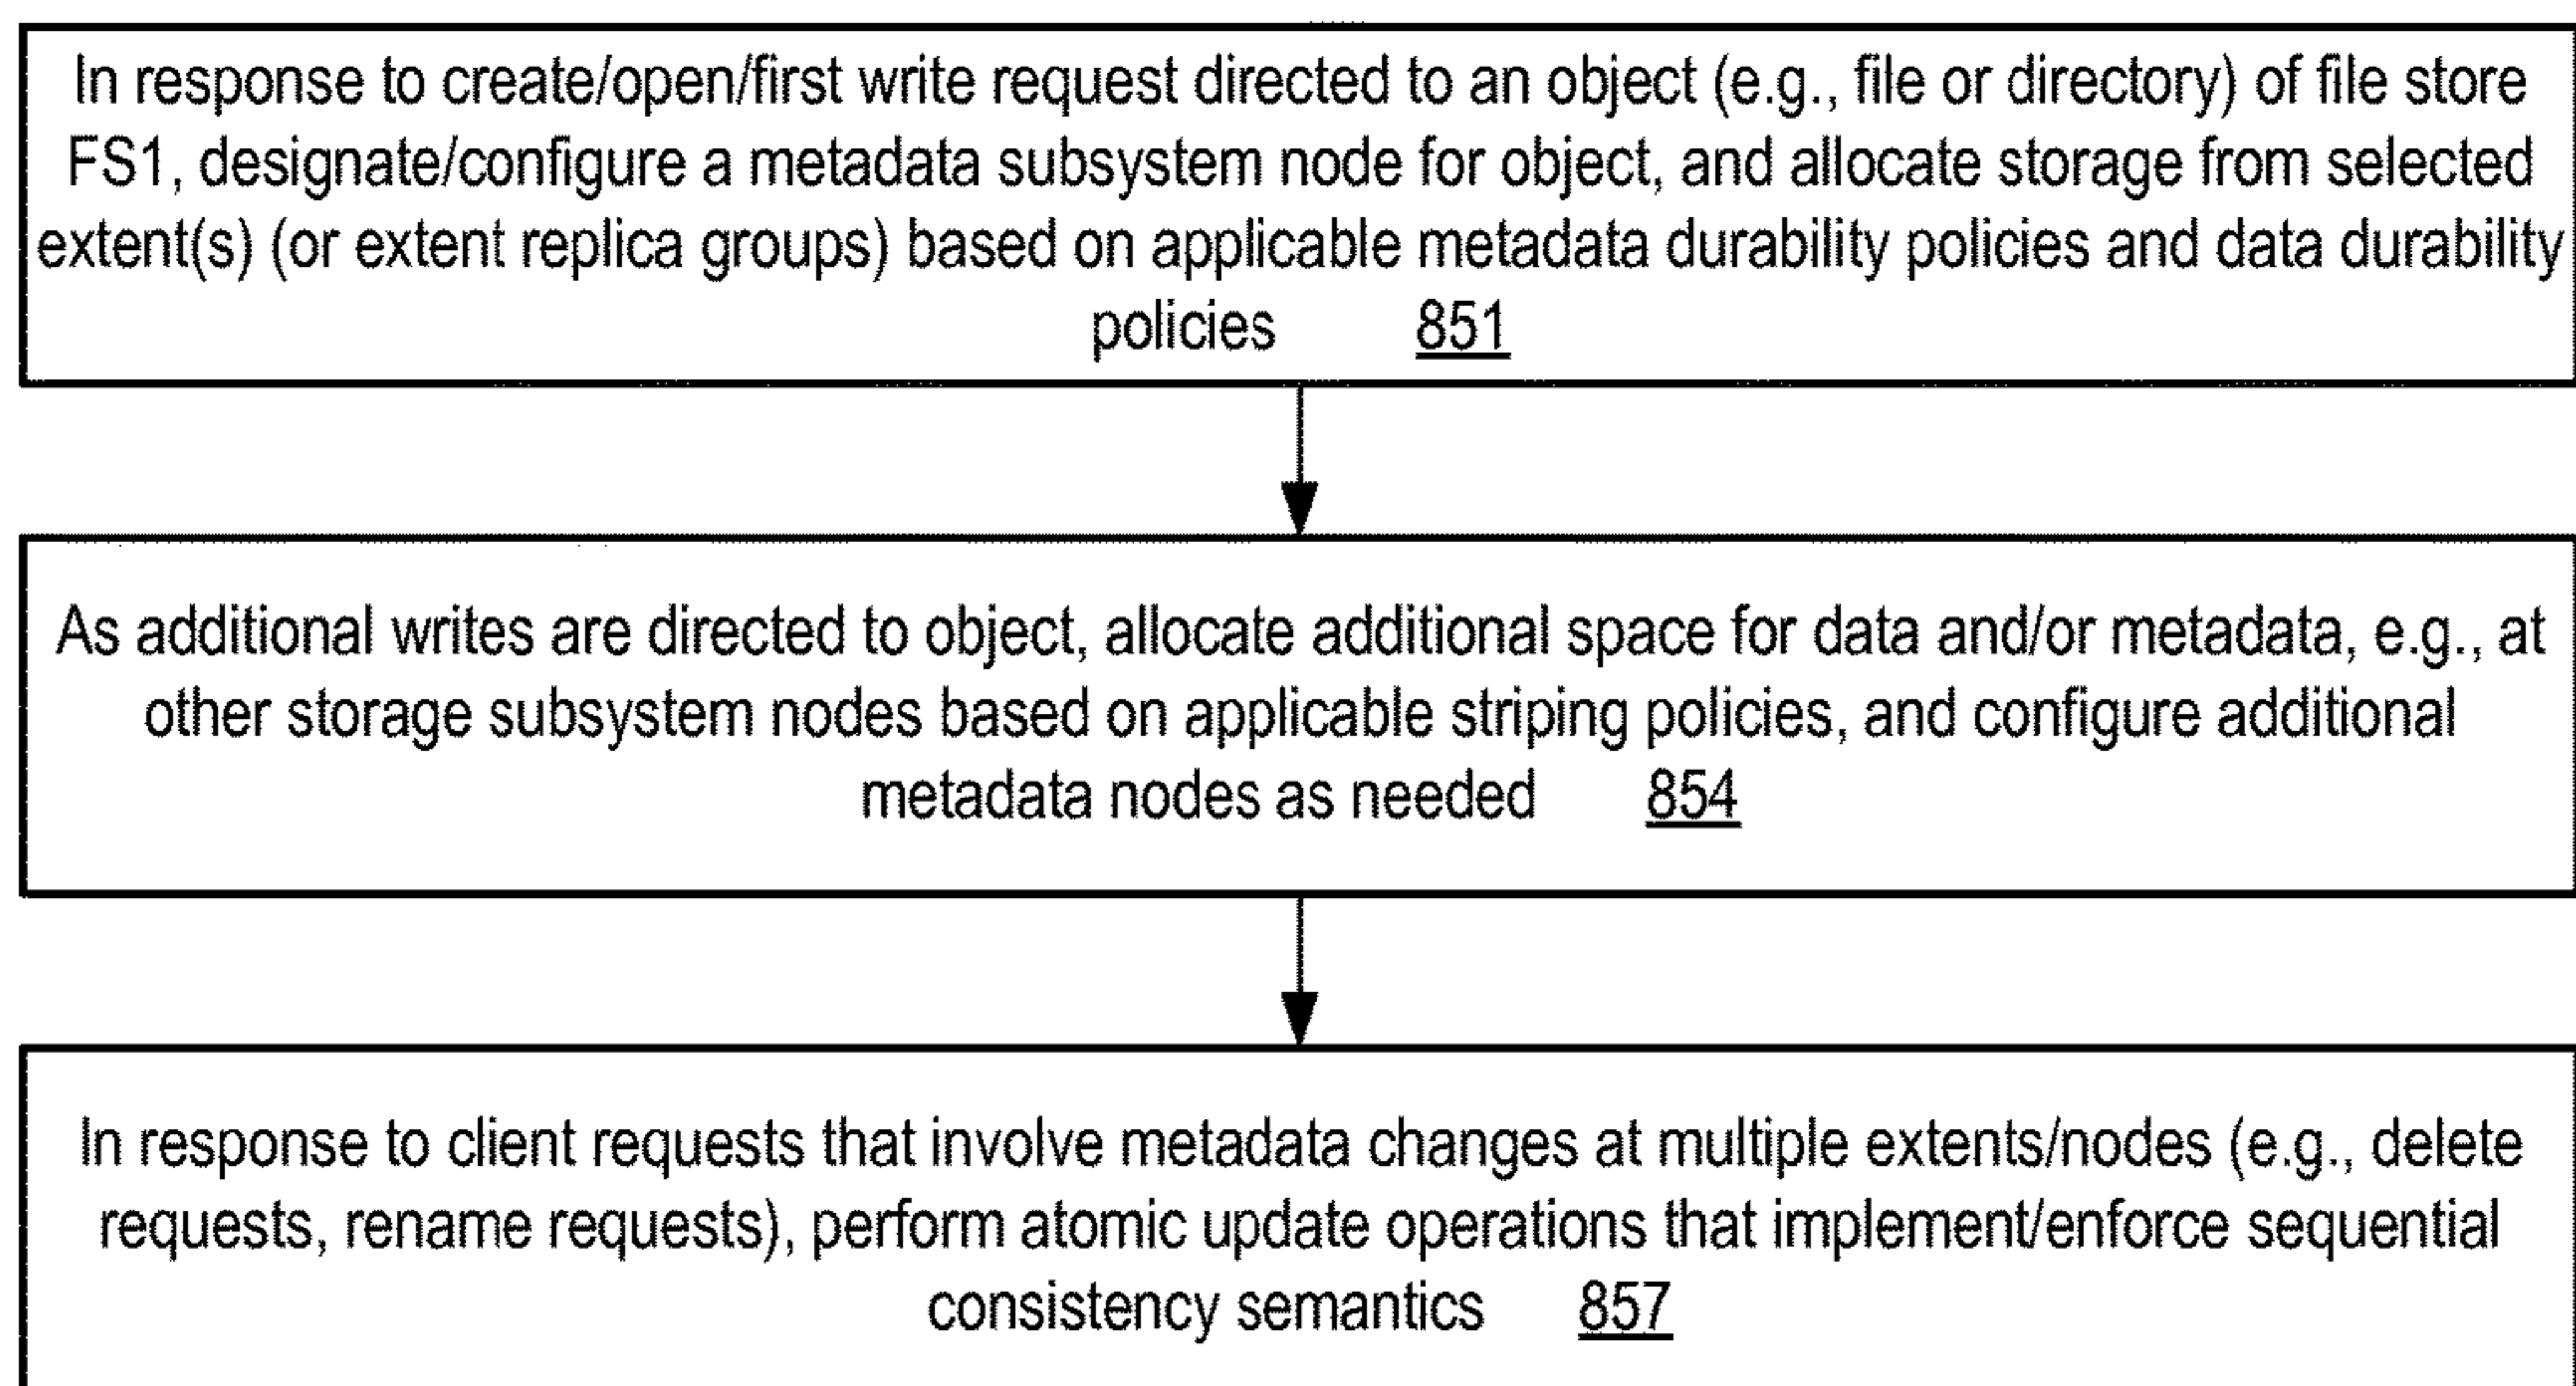 In response to create/open/first write request directed to an object (e.g., file or directory) of file store
FS1, designate/configure a metadata subsystem node for object, and allocate storage from selected
extent(s) (or extent replica groups) based on applicable metadata durability policies and data durability
policies 851
As additional writes are directed to object, allocate additional space for data and/or metadata, e.g., at
other storage subsystem nodes based on applicable striping policies, and configure additional
metadata nodes as needed 854
In response to client requests that involve metadata changes at multiple extents/nodes (e.g., delete
requests, rename requests), perform atomic update operations that implement/enforce sequential
consistency semantics 857